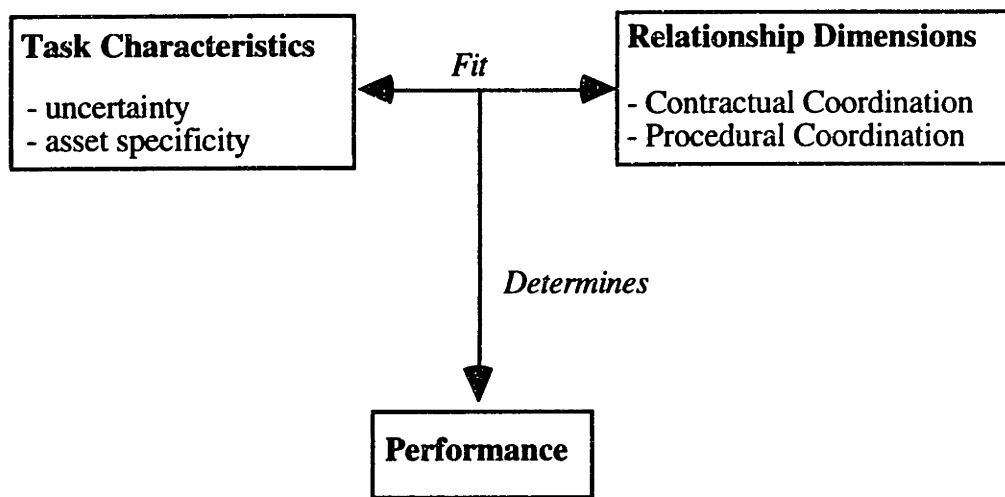 Task Characteristics
- uncertainty
- asset specificity
Fit
Relationship Dimensions
- Contractual Coordination
- Procedural Coordination
Determines
Performance